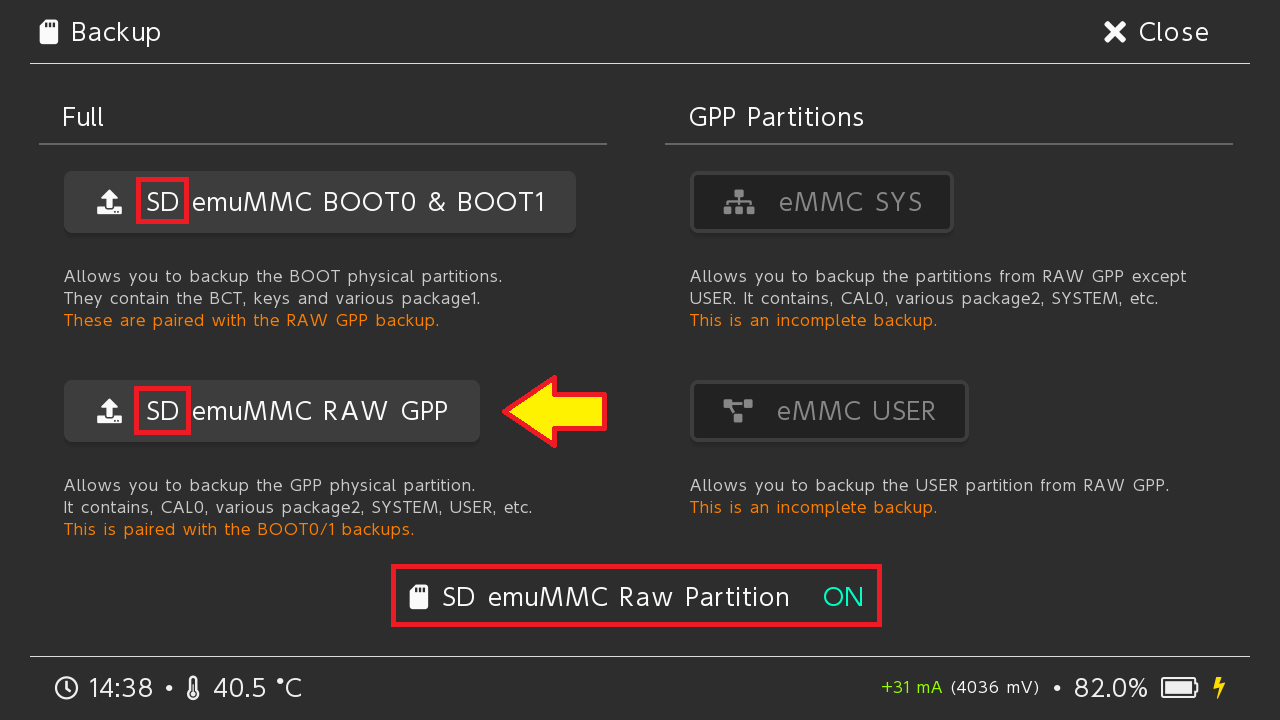 Backup
Close
Full
SD emuMMC BOOT0 & BOOT1
Allows you to backup the BOOT physical partitions.
They contain the BCT, keys and various package1.
These are paired with the RAW GPP backup.
SD emuMMC RAW GPP
Allows you to backup the GPP physical partition.
It contains, CAL0, various package2, SYSTEM, USER, etc.
This is paired with the BOOT0/1 backups.
GPP Partitions
eMMC SYS
Allows you to backup the partitions from RAW GPP except
USER. It contains, CAL0, various package2, SYSTEM, etc.
This is an incomplete backup.
eMMC USER
Allows you to backup the USER partition from RAW GPP.
This is an incomplete backup.
SD emuMMC Raw Partition ON
14:38 • 40.5 °C
+31 mA (4036 mV) • 82.0%